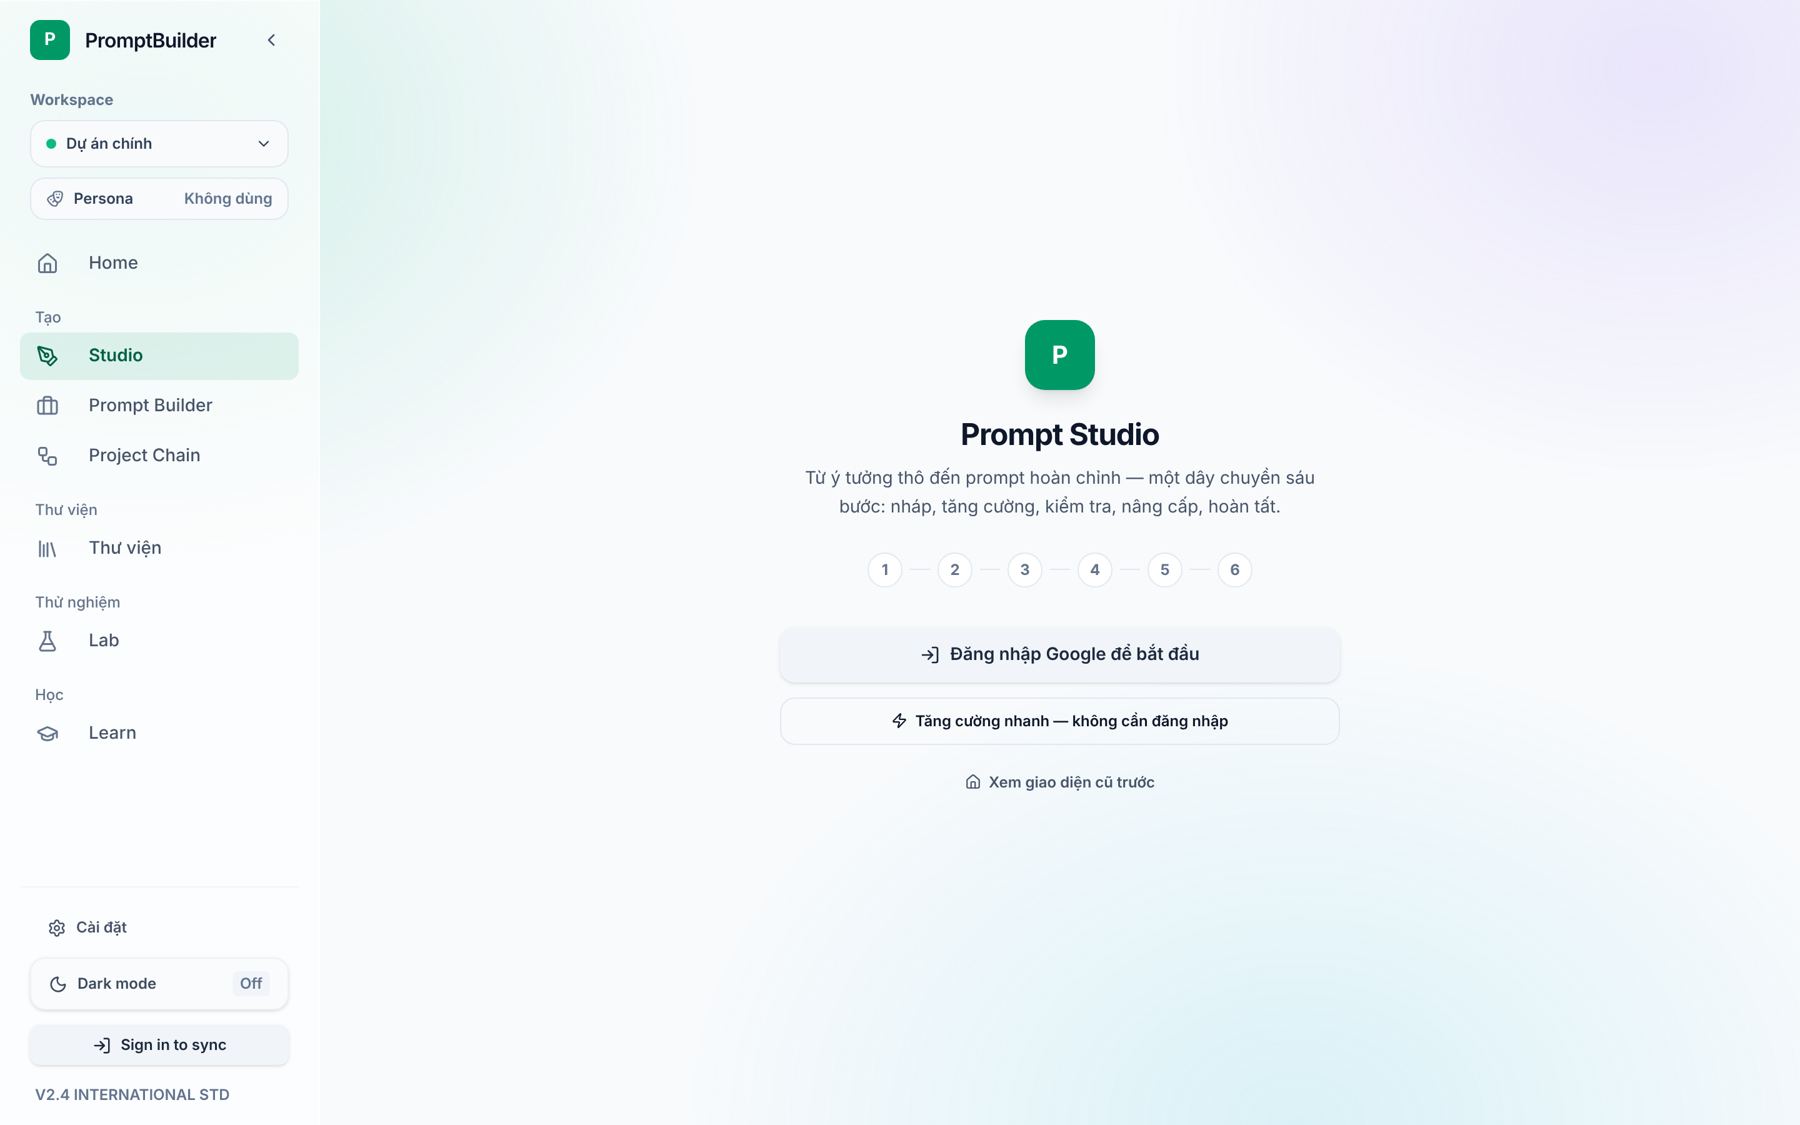 P
PromptBuilder
Workspace
Dự án chính
Persona
Không dùng
Home
Tạo
Studio
Prompt Builder
Project Chain
Thư viện
Thư viện
Thử nghiệm
Lab
Học
Learn
Cài đặt
Dark mode
Off
Sign in to sync
V2.4 INTERNATIONAL STD
P
Prompt Studio
Từ ý tưởng thô đến prompt hoàn chỉnh — một dây chuyền sáu
bước: nháp, tăng cường, kiểm tra, nâng cấp, hoàn tất.
1 2 3 4 5 6
Đăng nhập Google để bắt đầu
Tăng cường nhanh — không cần đăng nhập
Xem giao diện cũ trước